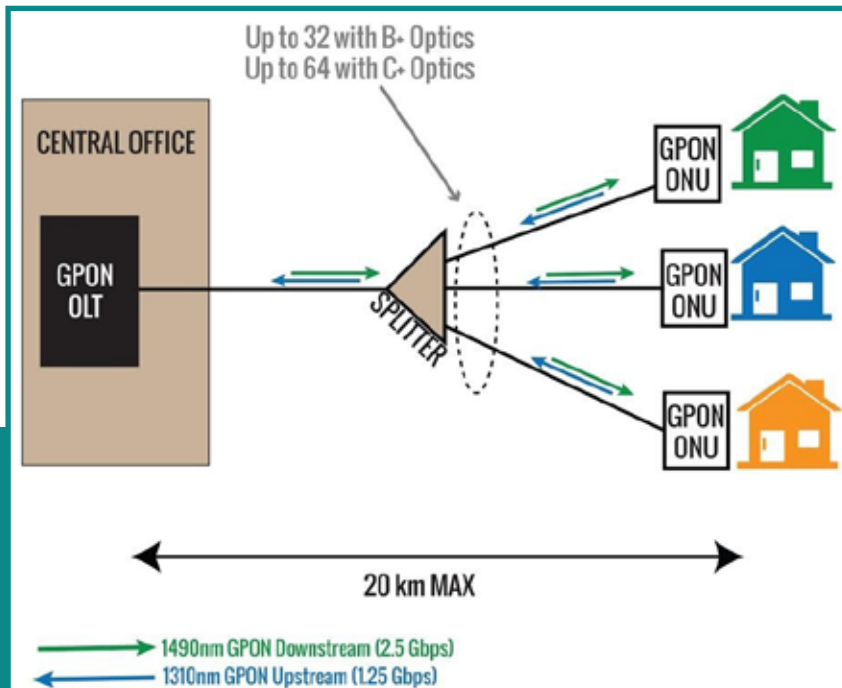 Up to 32 with B+ Optics
Up to 64 with C+ Optics
CENTRAL OFFICE
GPON
OLT
SPLITTER
GPON
ONU
GPON
ONU
GPON
ONU
20 km MAX
1490nm GPON Downstream (2.5 Gbps)
1310nm GPON Upstream (1.25 Gbps)